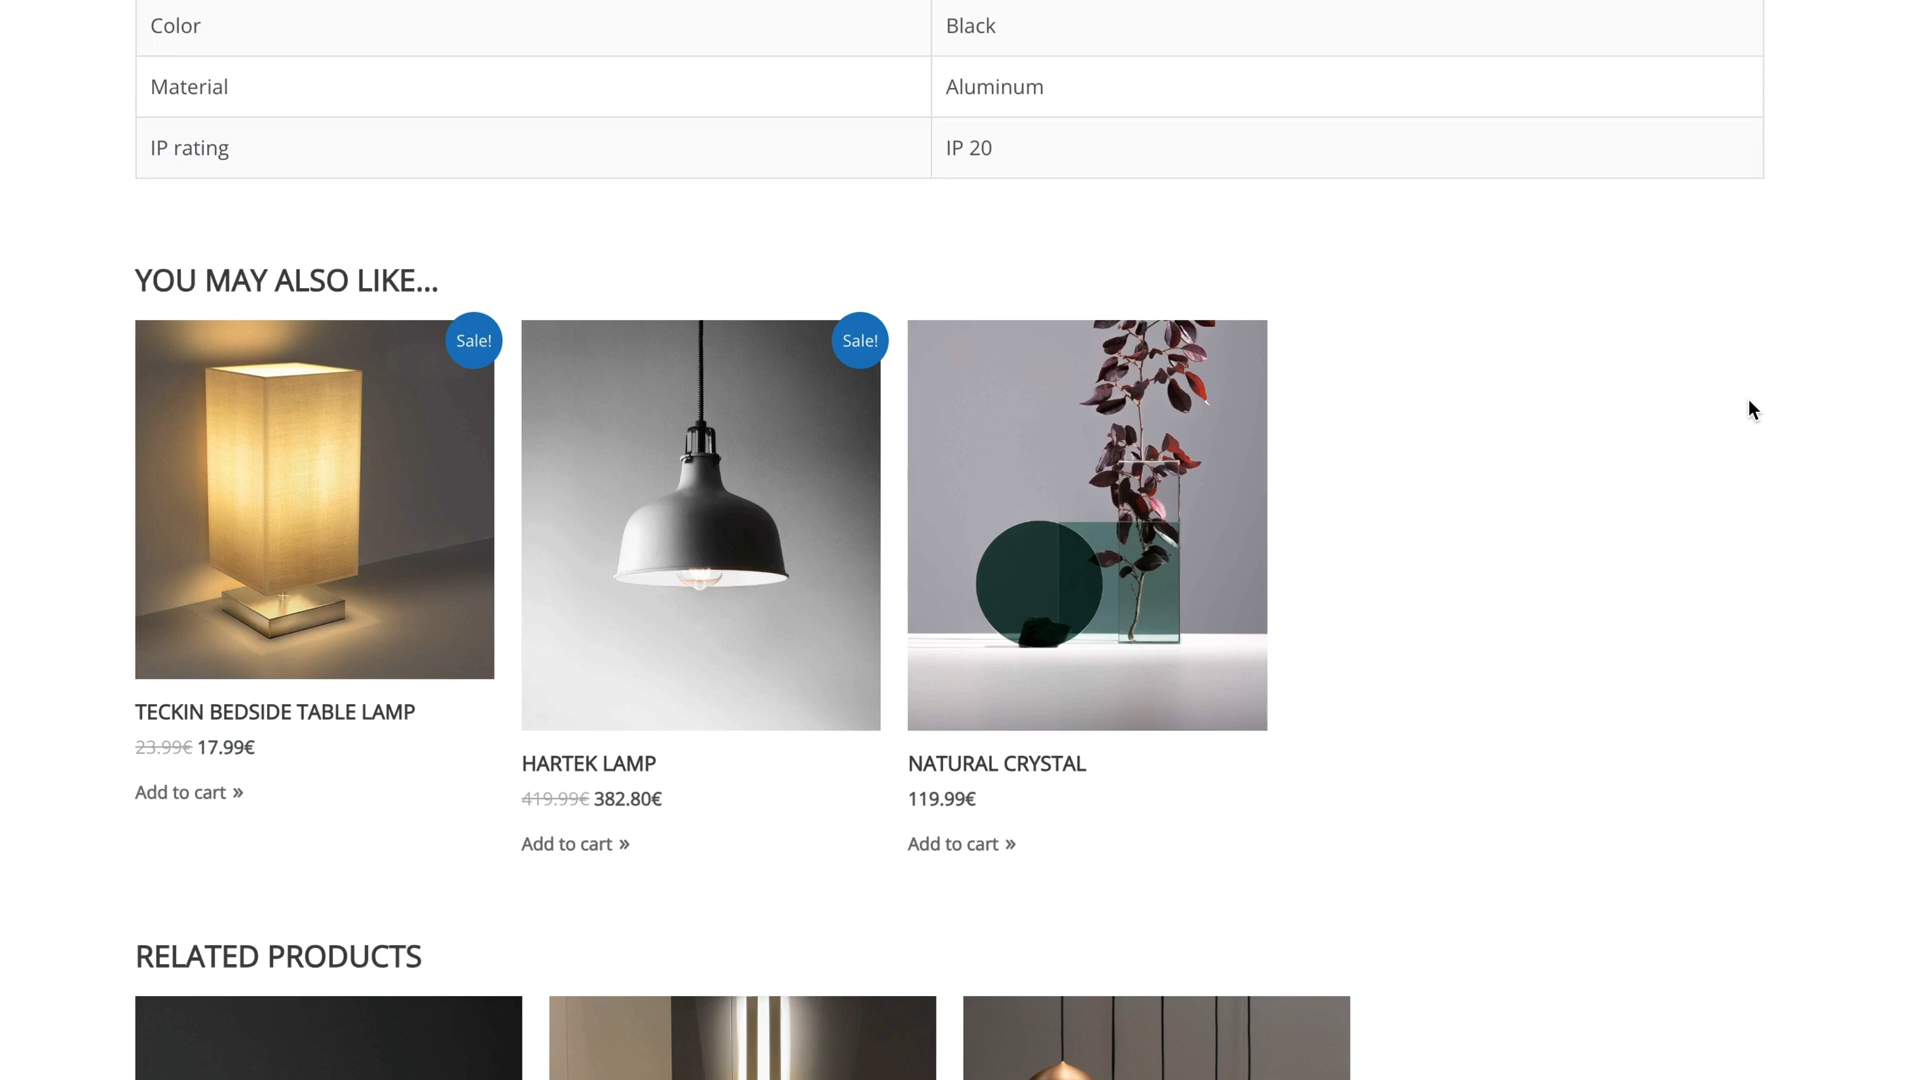 Color Black
Material Aluminum
IP rating IP 20
YOU MAY ALSO LIKE...
Sale!
Sale!
TECKIN BEDSIDE TABLE LAMP
23.99€ 17.99€
Add to cart »
HARTEK LAMP
419.99€ 382.80€
Add to cart »
NATURAL CRYSTAL
119.99€
Add to cart »
RELATED PRODUCTS